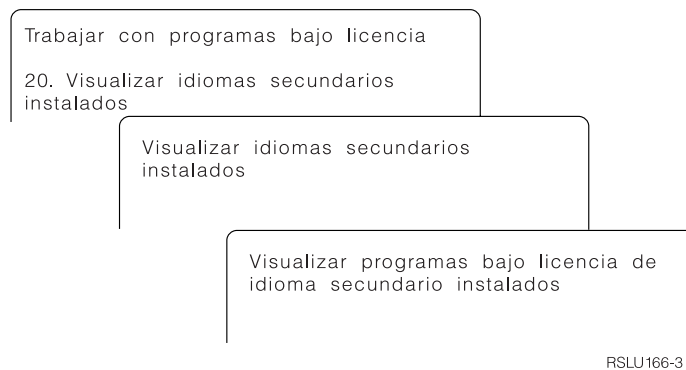 Trabajar con programas bajo licencia
20. Visualizar idiomas secundarios
instalados
Visualizar idiomas secundarios
instalados
Visualizar programas bajo licencia de
idioma secundario instalados
RSLU166-3